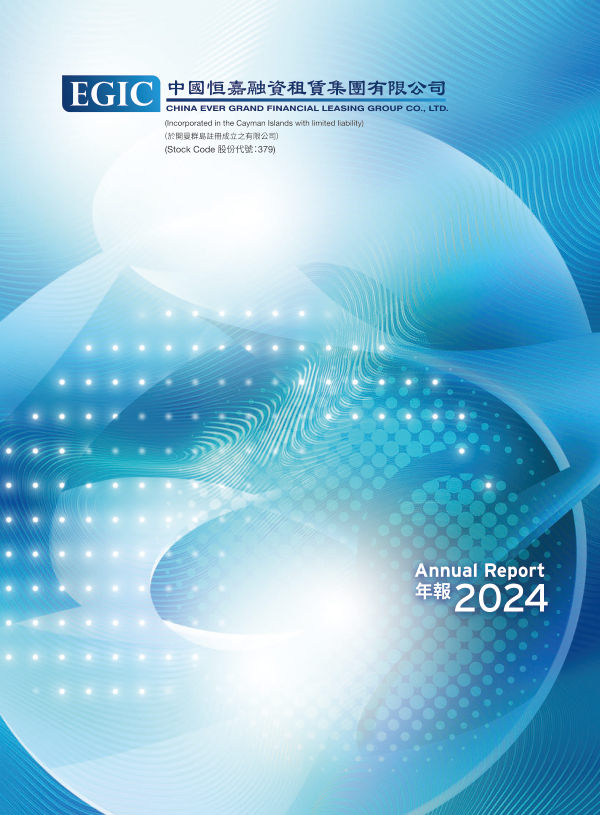 EGIC
中國恒嘉融資租賃集團有限公司
CHINA EVER GRAND FINANCIAL LEASING GROUP CO., LTD.
(Incorporated in the Cayman Islands with limited liability)
(於開曼群島註冊成立之有限公司)
(Stock Code 股份代號：379)
Annual Report
年報 2024